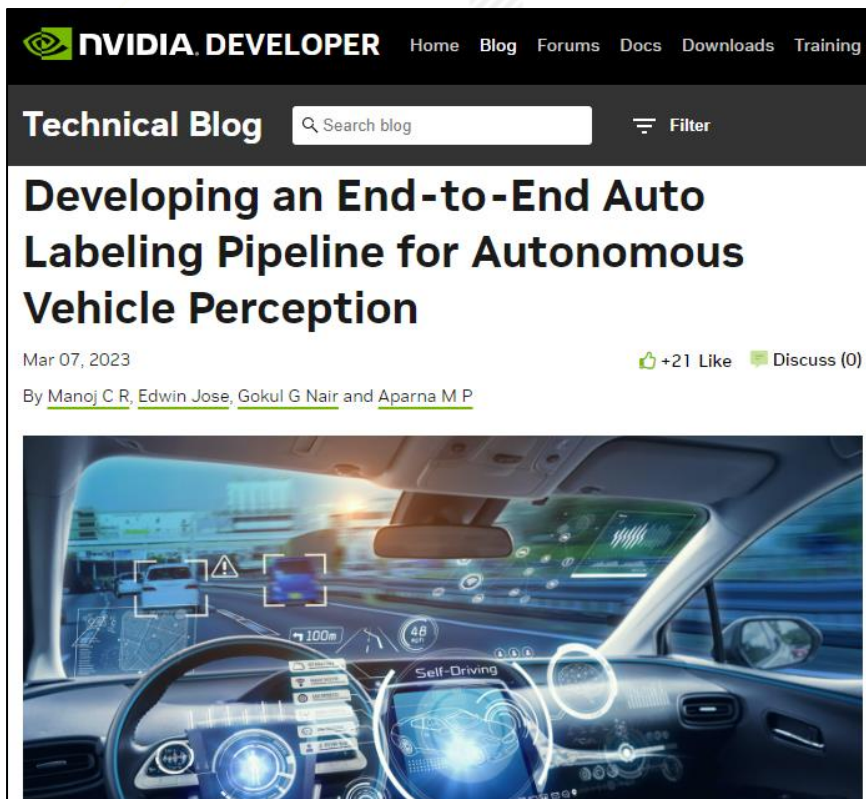 NVIDIA. DEVELOPER Home Blog Forums Docs Downloads Training
Technical Blog Search blog Filter
Developing an End-to-End Auto
Labeling Pipeline for Autonomous
Vehicle Perception
Mar 07, 2023 +21 Like Discuss (0)
By Manoj C R, Edwin Jose, Gokul G Nair and Aparna M P
100m
48
Self-Driving